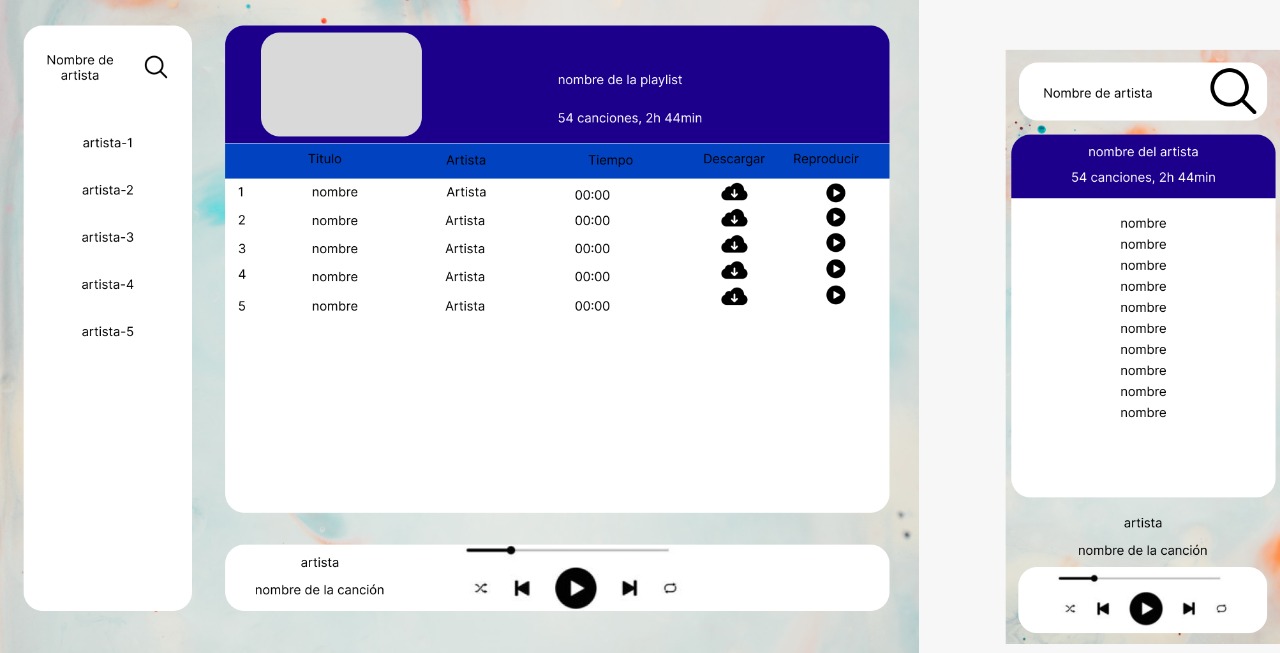 Nombre de
artista
artista-1
artista-2
artista-3
artista-4
artista-5
nombre de la playlist
54 canciones, 2h 44min
Titulo Artista Tiempo Descargar Reproducir
1 nombre Artista 00:00
2 nombre Artista 00:00
3 nombre Artista 00:00
4 nombre Artista 00:00
5 nombre Artista 00:00
artista
nombre de la canción
Nombre de artista
nombre del artista
54 canciones, 2h 44min
nombre
nombre
nombre
nombre
nombre
nombre
nombre
nombre
nombre
nombre
artista
nombre de la canción